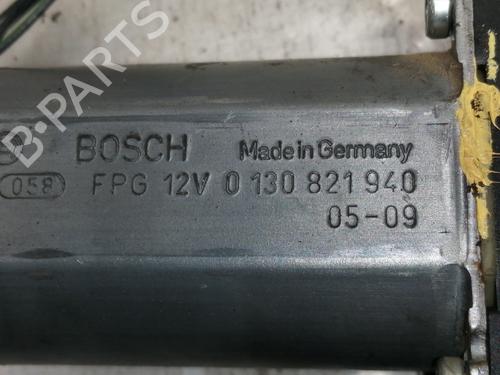 B-PARTS
BOSCH Made in Germany
058 FPG 12V 0 130 821 940
05-09